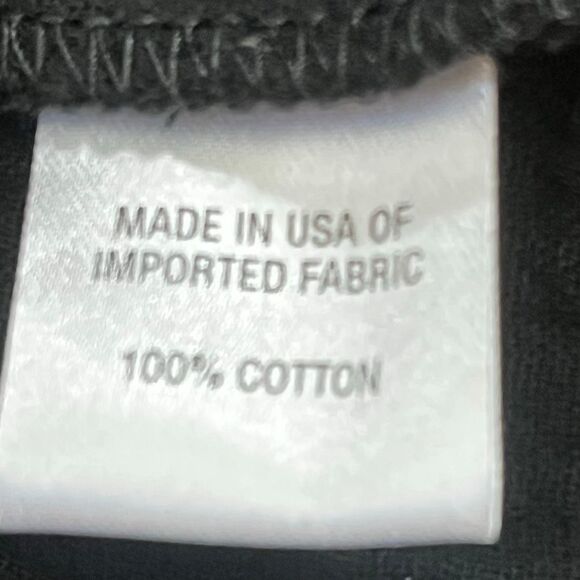 MADE IN USA OF
IMPORTED FABRIC
100% COTTON